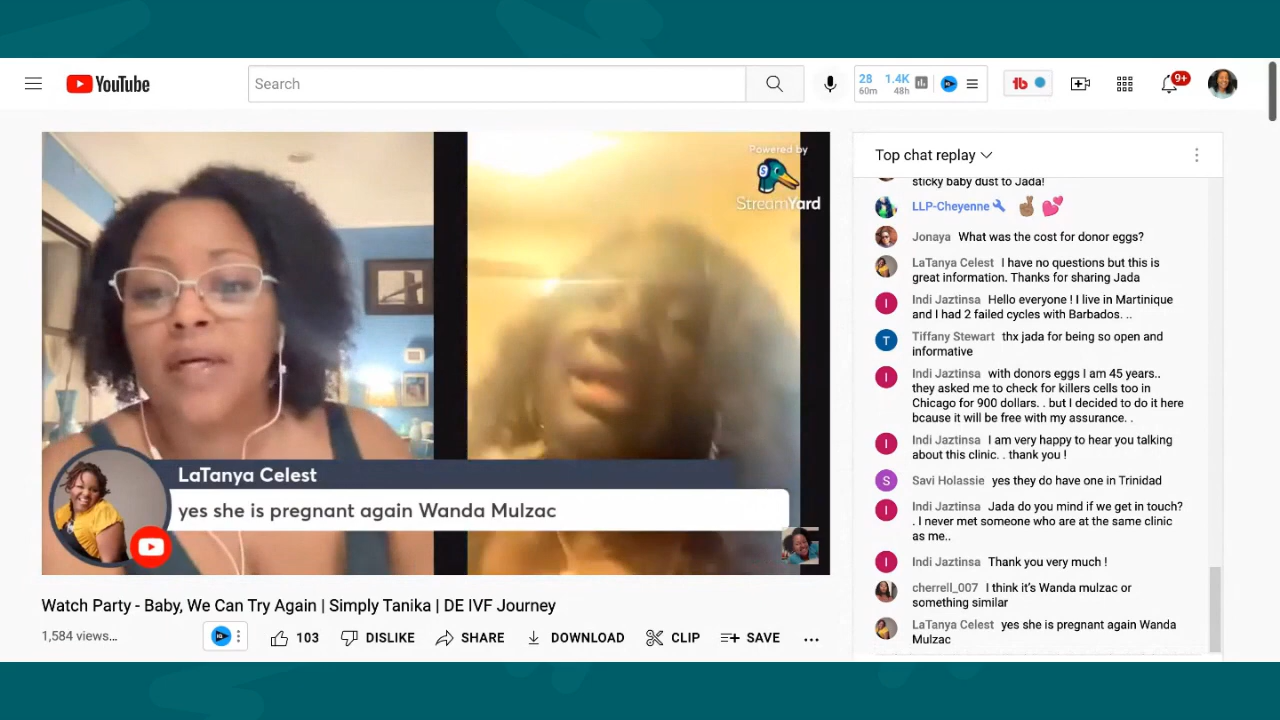 YouTube
Search
28
60m
1.4K
48h
9+
Powered by
StreamYard
LaTanya Celest
yes she is pregnant again Wanda Mulzac
Watch Party - Baby, We Can Try Again | Simply Tanika | DE IVF Journey
1,584 views...
103
DISLIKE
SHARE
DOWNLOAD
CLIP
SAVE
Top chat replay
sticky baby dust to Jada!
LLP-Cheyenne
Jonaya What was the cost for donor eggs?
LaTanya Celest I have no questions but this is
great information. Thanks for sharing Jada
I
Indi Jaztinsa Hello everyone ! I live in Martinique
and I had 2 failed cycles with Barbados. ..
T
Tiffany Stewart thx jada for being so open and
informative
I
Indi Jaztinsa with donors eggs I am 45 years..
they asked me to check for killers cells too in
Chicago for 900 dollars. . but I decided to do it here
bcause it will be free with my assurance. .
I
Indi Jaztinsa I am very happy to hear you talking
about this clinic. . thank you !
S
Savi Holassie yes they do have one in Trinidad
I
Indi Jaztinsa Jada do you mind if we get in touch?
. I never met someone who are at the same clinic
as me..
I
Indi Jaztinsa Thank you very much !
cherrell_007 I think it's Wanda mulzac or
something similar
LaTanya Celest yes she is pregnant again Wanda
Mulzac